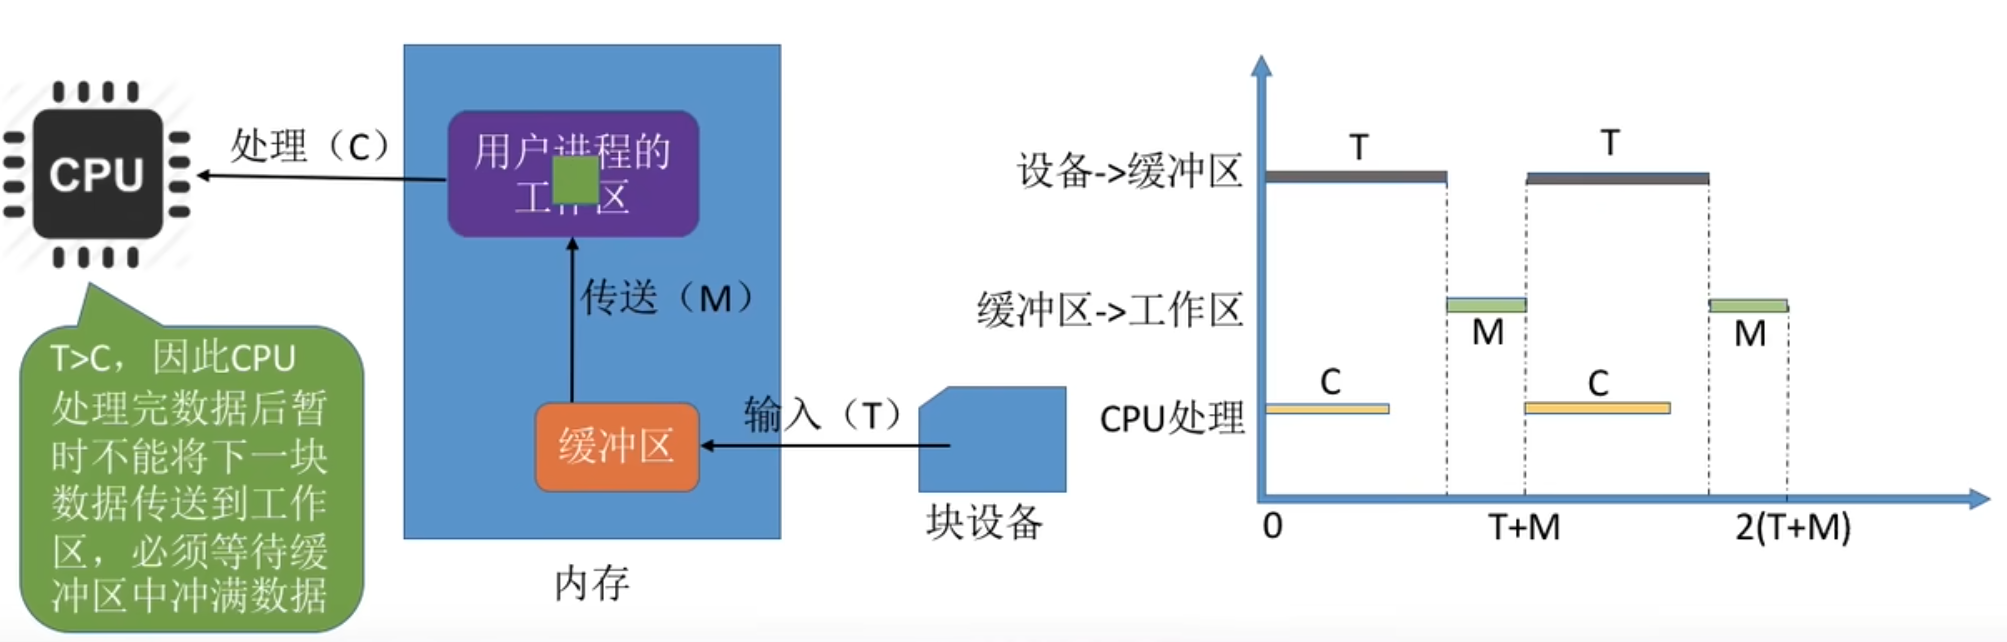 CPU
处理（C）
用户进程的
工作区
传送（M）
缓冲区
输入（T）
块设备
内存
T>C，因此CPU
处理完数据后暂
时不能将下一块
数据传送到工作
区，必须等待缓
冲区中冲满数据
设备->缓冲区
T
T
缓冲区->工作区
M
M
CPU处理
C
C
0
T+M
2(T+M)